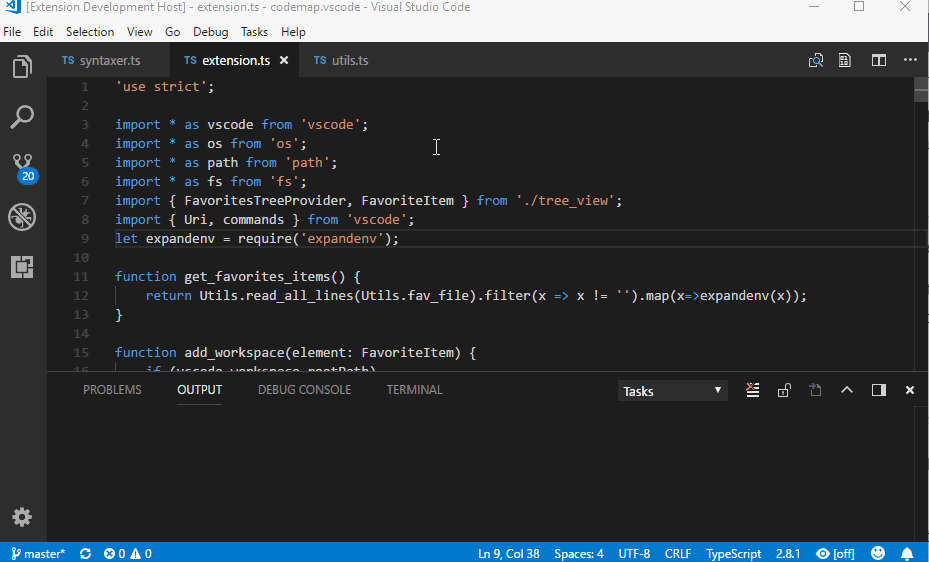 [Extension Development Host] - extension.ts - codemap.vscode - Visual Studio Code
File Edit Selection View Go Debug Tasks Help
TS syntaxer.ts TS extension.ts × TS utils.ts
1 'use strict';
2
3 import * as vscode from 'vscode';
4 import * as os from 'os';
5 import * as path from 'path';
6 import * as fs from 'fs';
7 import { FavoritesTreeProvider, FavoriteItem } from './tree_view';
8 import { Uri, commands } from 'vscode';
9 let expandenv = require('expandenv');
10
11 function get_favorites_items() {
12 return Utils.read_all_lines(Utils.fav_file).filter(x => x != '').map(x=>expandenv(x));
13 }
14
15 function add_workspace(element: FavoriteItem) {
16 if (vscode.workspace.rootPath)
20
PROBLEMS OUTPUT DEBUG CONSOLE TERMINAL Tasks
master* 0 0 Ln 9, Col 38 Spaces: 4 UTF-8 CRLF TypeScript 2.8.1 [off]